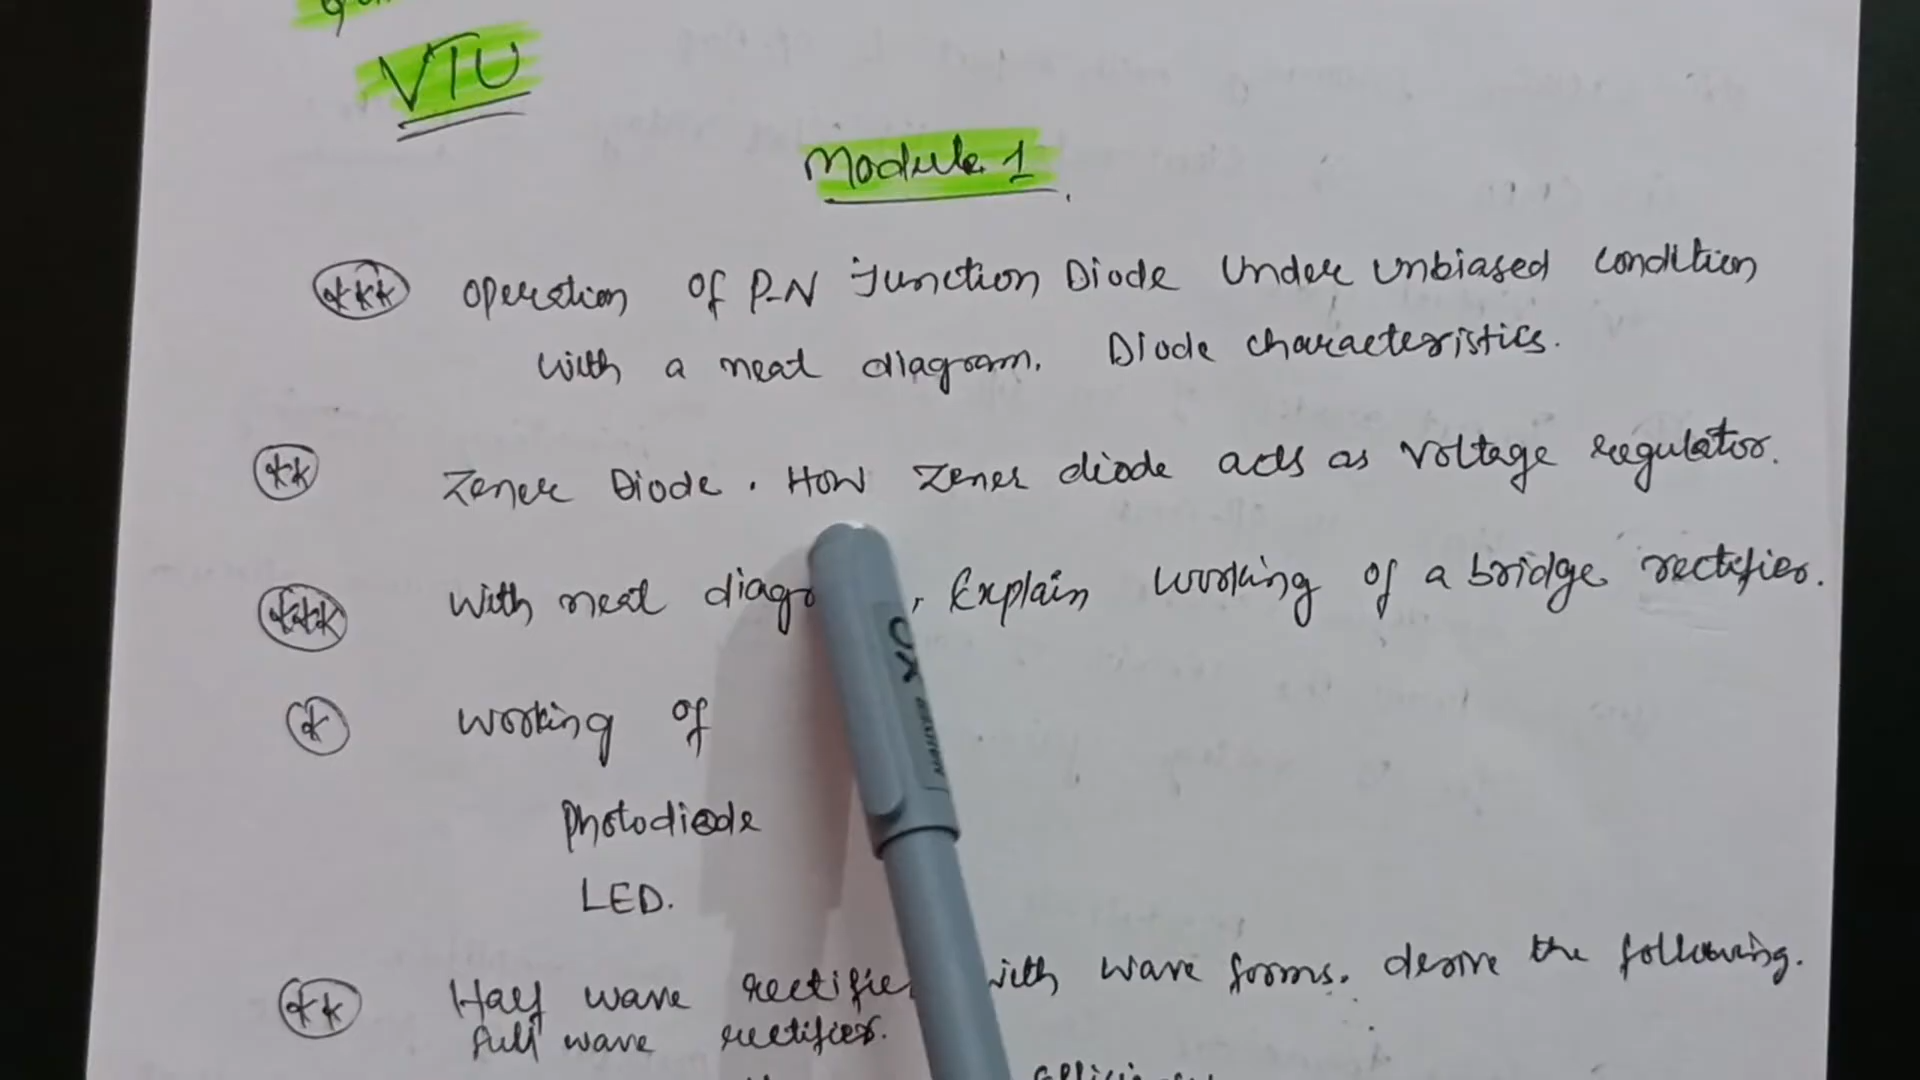 VTU
Module 1
*** Operation of P-N Junction Diode Under Unbiased condition
with a neat diagram. Diode characteristics.
** Zener Diode. How Zener diode acts as voltage regulator.
*** With neat diagr , Explain working of a bridge rectifier.
* Working of
Photodiode
LED.
** Half wave rectifier with wave forms. derive the following.
full wave rectifier.